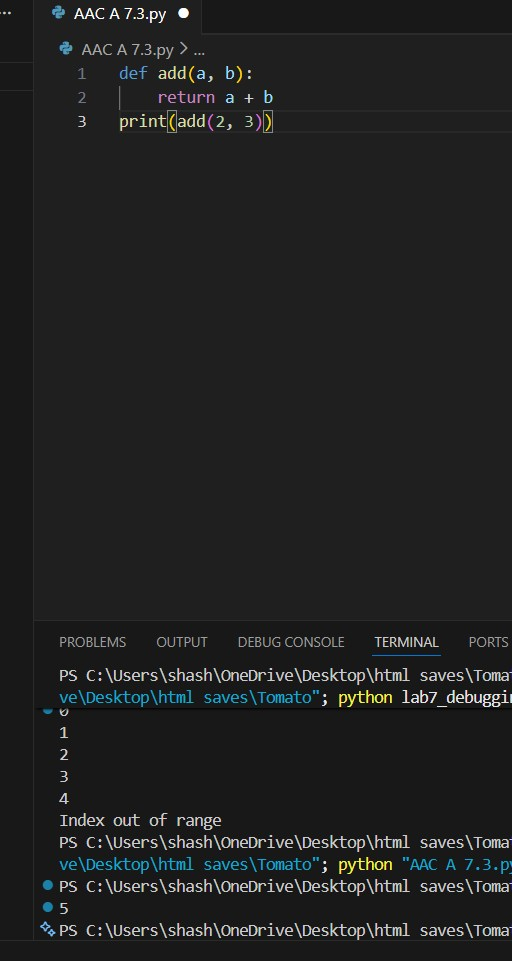 AAC A 7.3.py
AAC A 7.3.py > ...
1 def add(a, b):
2     return a + b
3 print(add(2, 3))
PROBLEMS OUTPUT DEBUG CONSOLE TERMINAL PORTS
PS C:\Users\shash\OneDrive\Desktop\html saves\Tomat
ve\Desktop\html saves\Tomato"; python lab7_debuggin
0
1
2
3
4
Index out of range
PS C:\Users\shash\OneDrive\Desktop\html saves\Tomat
ve\Desktop\html saves\Tomato"; python "AAC A 7.3.py
PS C:\Users\shash\OneDrive\Desktop\html saves\Tomat
5
PS C:\Users\shash\OneDrive\Desktop\html saves\Tomat